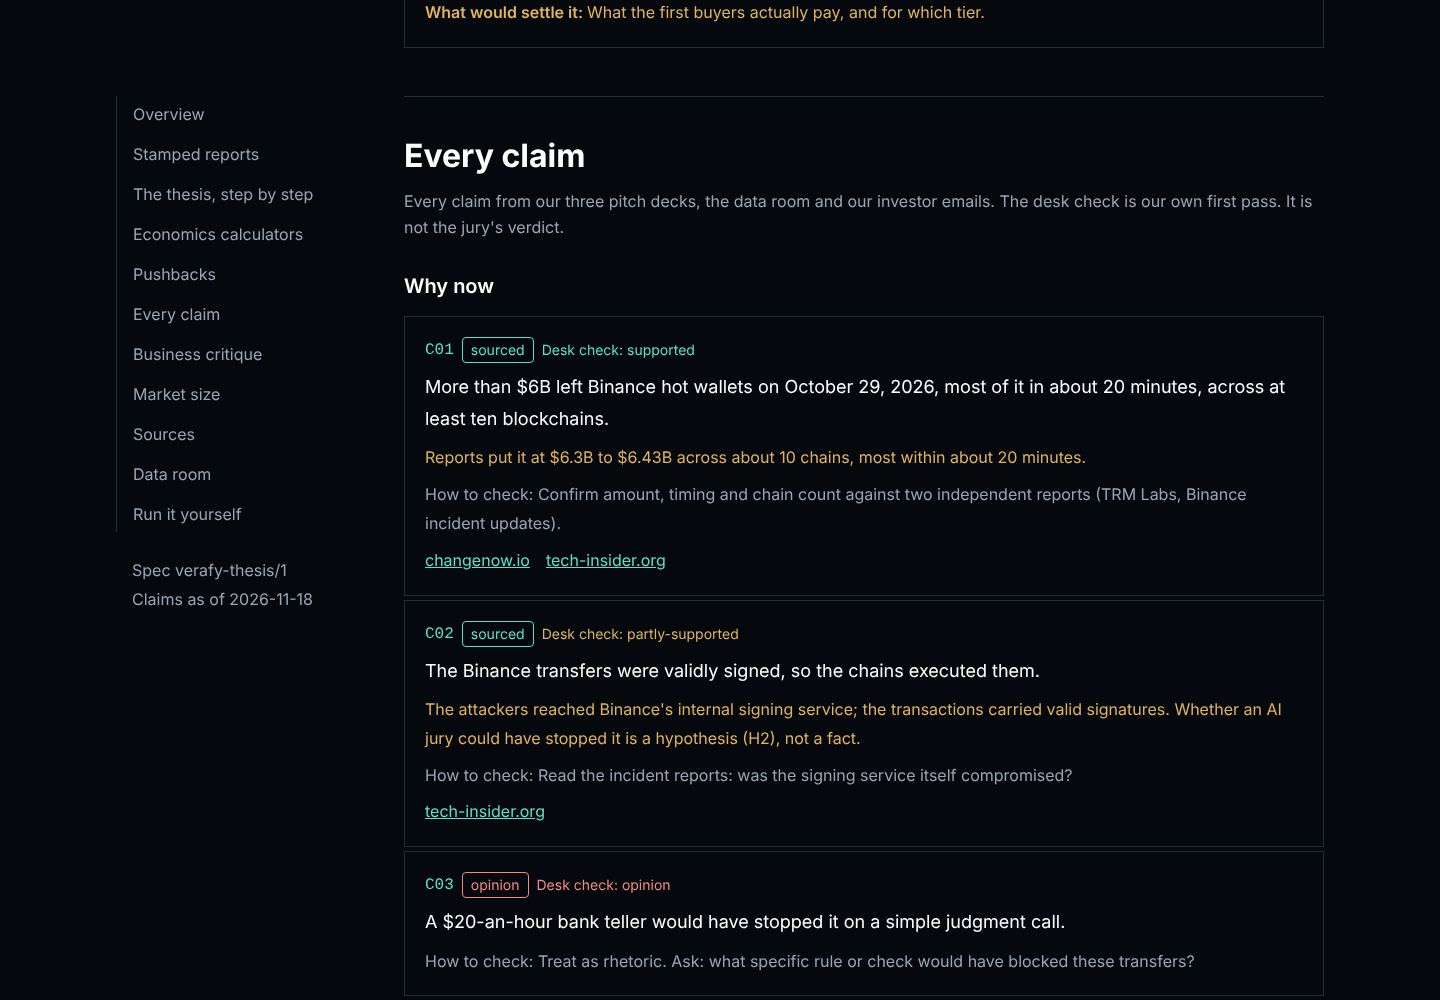 What would settle it: What the first buyers actually pay, and for which tier.
Overview
Stamped reports
The thesis, step by step
Economics calculators
Pushbacks
Every claim
Business critique
Market size
Sources
Data room
Run it yourself
Spec verafy-thesis/1
Claims as of 2026-11-18
Every claim
Every claim from our three pitch decks, the data room and our investor emails. The desk check is our own first pass. It is
not the jury's verdict.
Why now
C01 sourced Desk check: supported
More than $6B left Binance hot wallets on October 29, 2026, most of it in about 20 minutes, across at
least ten blockchains.
Reports put it at $6.3B to $6.43B across about 10 chains, most within about 20 minutes.
How to check: Confirm amount, timing and chain count against two independent reports (TRM Labs, Binance
incident updates).
changenow.io tech-insider.org
C02 sourced Desk check: partly-supported
The Binance transfers were validly signed, so the chains executed them.
The attackers reached Binance's internal signing service; the transactions carried valid signatures. Whether an AI
jury could have stopped it is a hypothesis (H2), not a fact.
How to check: Read the incident reports: was the signing service itself compromised?
tech-insider.org
C03 opinion Desk check: opinion
A $20-an-hour bank teller would have stopped it on a simple judgment call.
How to check: Treat as rhetoric. Ask: what specific rule or check would have blocked these transfers?